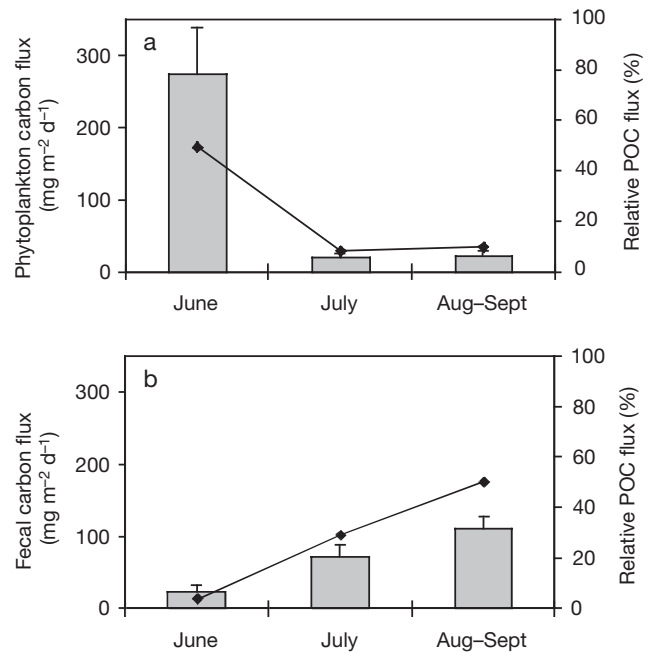 a
Phytoplankton carbon flux
(mg m⁻² d⁻¹)
300
200
100
0
100
80
60
40
20
0
Relative POC flux (%)
June July Aug–Sept
b
Fecal carbon flux
(mg m⁻² d⁻¹)
300
200
100
0
100
80
60
40
20
0
Relative POC flux (%)
June July Aug–Sept